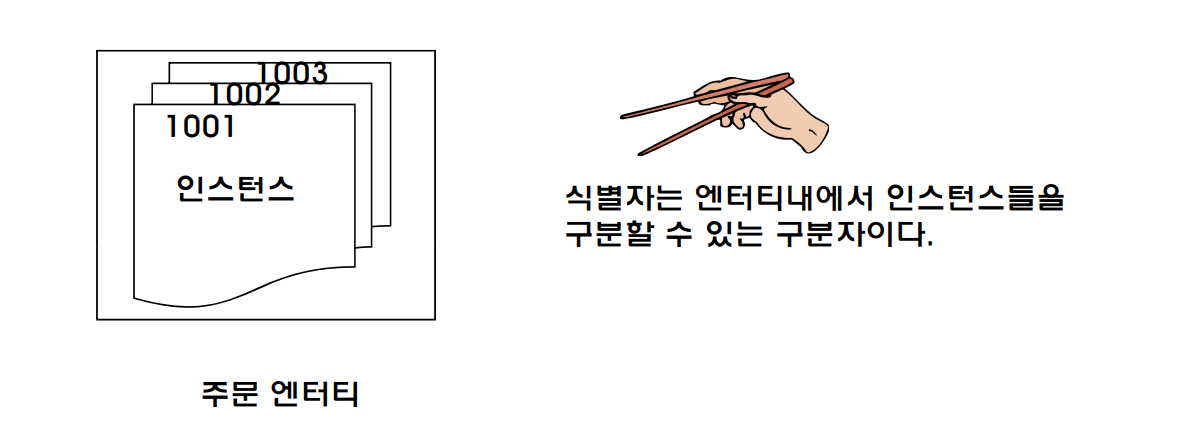 1003
1002
1001
인스턴스
식별자는 엔터티내에서 인스턴스들을
구분할 수 있는 구분자이다.
주문 엔터티